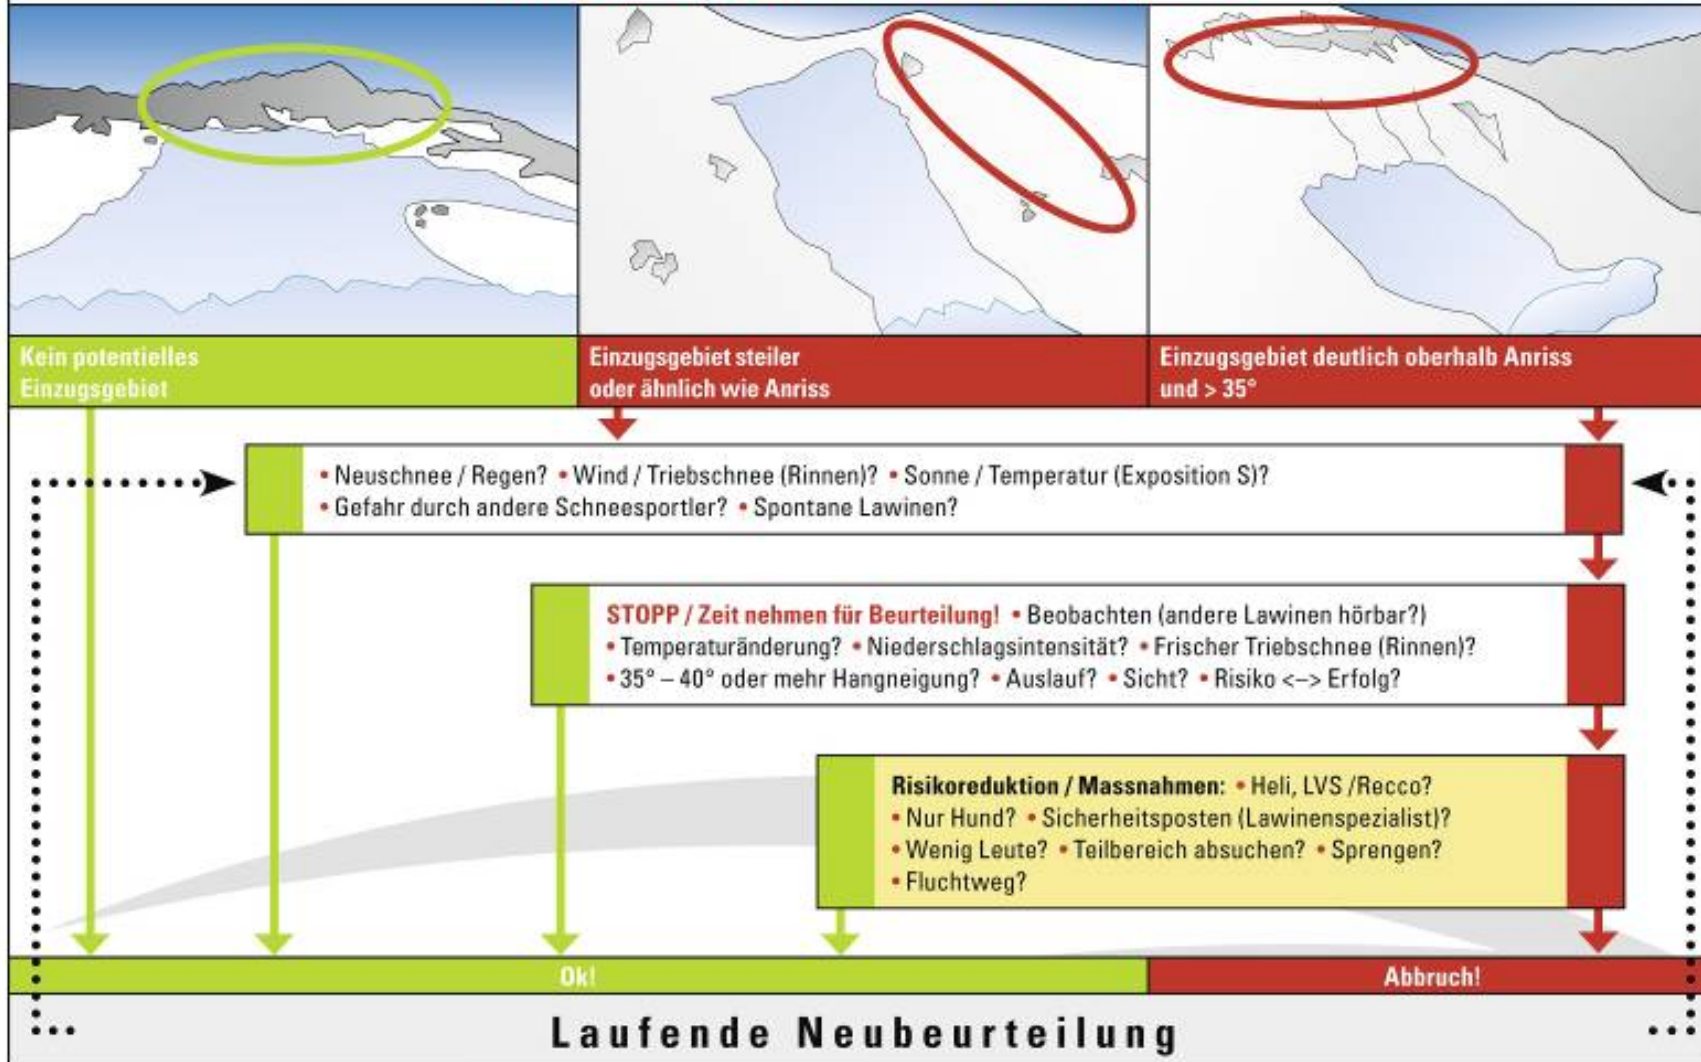 Kein potentielles
Einzugsgebiet
Einzugsgebiet steiler
oder ähnlich wie Anriss
Einzugsgebiet deutlich oberhalb Anriss
und > 35°
• Neuschnee / Regen? • Wind / Triebschnee (Rinnen)? • Sonne / Temperatur (Exposition S)?
• Gefahr durch andere Schneesportler? • Spontane Lawinen?
STOPP / Zeit nehmen für Beurteilung! • Beobachten (andere Lawinen hörbar?)
• Temperaturänderung? • Niederschlagsintensität? • Frischer Triebschnee (Rinnen)?
• 35° – 40° oder mehr Hangneigung? • Auslauf? • Sicht? • Risiko <–> Erfolg?
Risikoreduktion / Massnahmen: • Heli, LVS /Recco?
• Nur Hund? • Sicherheitsposten (Lawinenspezialist)?
• Wenig Leute? • Teilbereich absuchen? • Sprengen?
• Fluchtweg?
Ok!
Abbruch!
Laufende Neubeurteilung